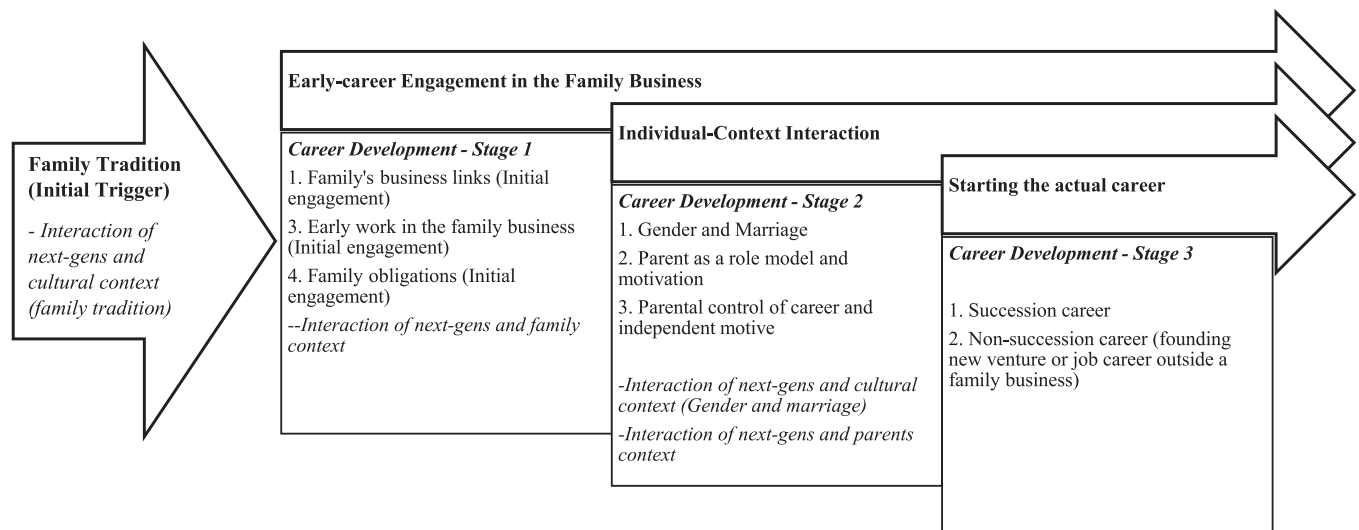 Family Tradition
(Initial Trigger)
- Interaction of
next-gens and
cultural context
(family tradition)
Early-career Engagement in the Family Business
Career Development - Stage 1
1. Family's business links (Initial
engagement)
3. Early work in the family business
(Initial engagement)
4. Family obligations (Initial
engagement)
--Interaction of next-gens and family
context
Individual-Context Interaction
Career Development - Stage 2
1. Gender and Marriage
2. Parent as a role model and
motivation
3. Parental control of career and
independent motive
-Interaction of next-gens and cultural
context (Gender and marriage)
-Interaction of next-gens and parents
context
Starting the actual career
Career Development - Stage 3
1. Succession career
2. Non-succession career (founding
new venture or job career outside a
family business)